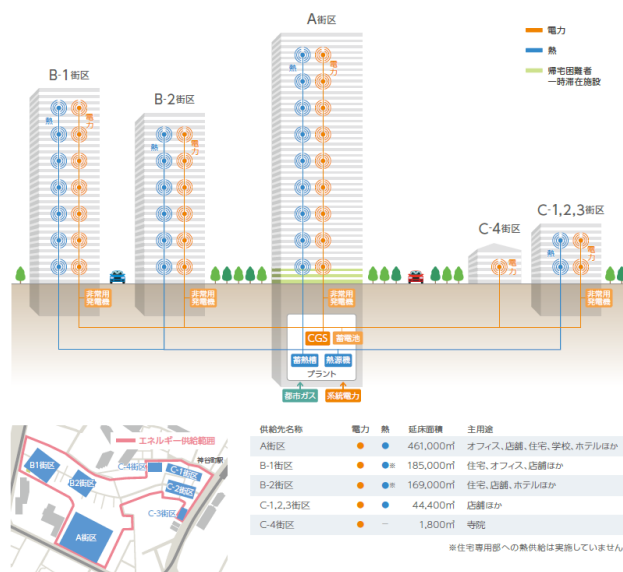 A街区
電力
熱
帰宅困難者
一時滞在施設
B-1街区
B-2街区
熱
電力
熱
電力
熱
電力
C-4街区
C-1,2,3街区
電力
熱
電力
非常用
発電機
非常用
発電機
非常用
発電機
CGS
蓄電池
蓄熱槽
熱源機
プラント
都市ガス
系統電力
エネルギー供給範囲
神谷町駅
B1街区
B2街区
C-4街区
C-1街区
C-2街区
C-3街区
A街区
供給先名称 電力 熱 延床面積 主用途
A街区 ● ● 461,000㎡ オフィス、店舗、住宅、学校、ホテルほか
B-1街区 ● ●※ 185,000㎡ 住宅、オフィス、店舗ほか
B-2街区 ● ●※ 169,000㎡ 住宅、店舗、ホテルほか
C-1,2,3街区 ● ● 44,400㎡ 店舗ほか
C-4街区 ● － 1,800㎡ 寺院
※住宅専用部への熱供給は実施していません